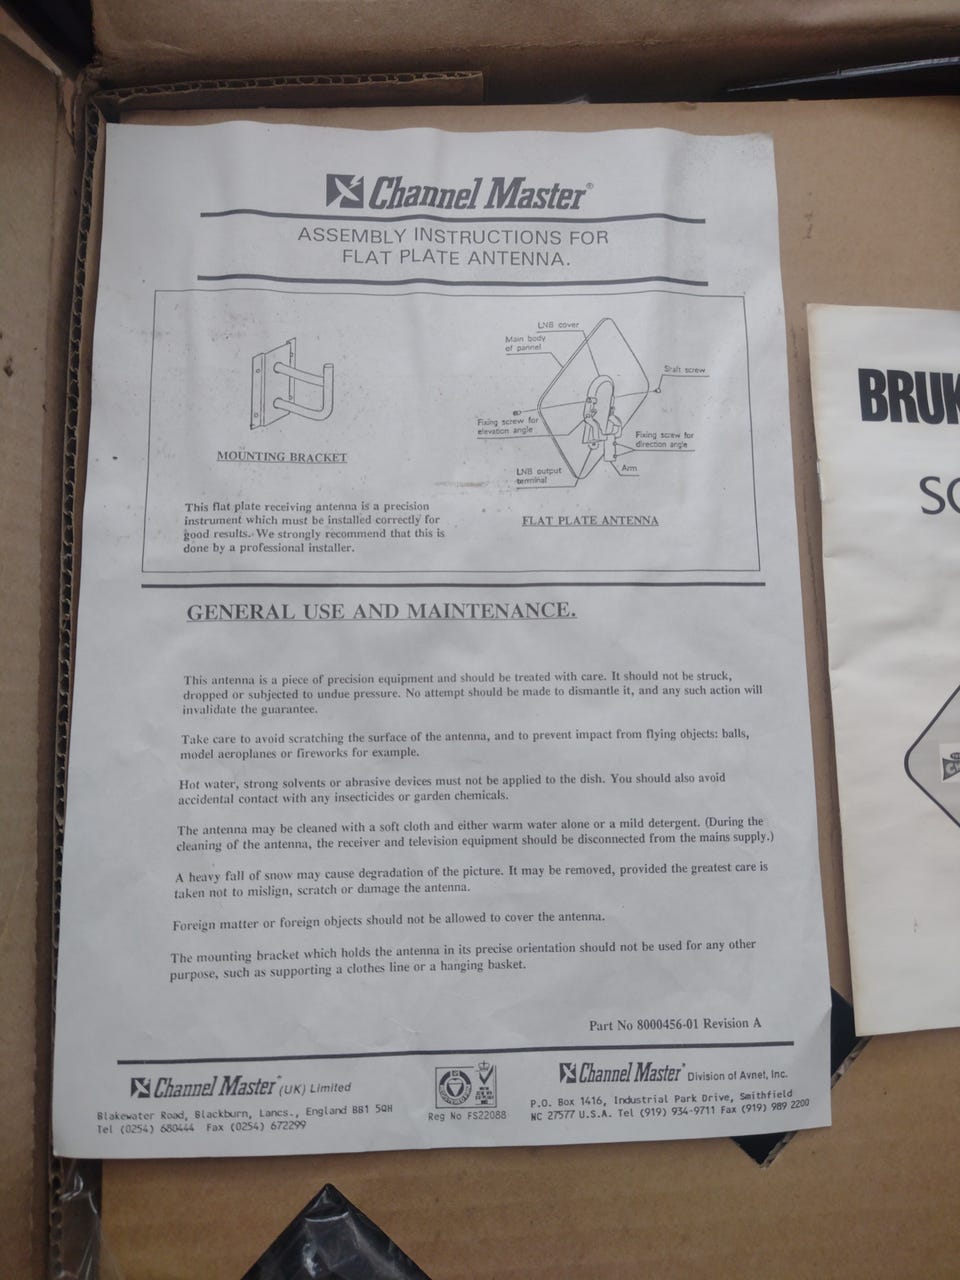 Channel Master®
ASSEMBLY INSTRUCTIONS FOR
FLAT PLATE ANTENNA.
LNB cover
Main body
of pannel
Shaft screw
Fixing screw for
elevation angle
Fixing screw for
direction angle
LNB output
terminal
Arm
MOUNTING BRACKET
FLAT PLATE ANTENNA
This flat plate receiving antenna is a precision
instrument which must be installed correctly for
good results. We strongly recommend that this is
done by a professional installer.
GENERAL USE AND MAINTENANCE.
This antenna is a piece of precision equipment and should be treated with care. It should not be struck,
dropped or subjected to undue pressure. No attempt should be made to dismantle it, and any such action will
invalidate the guarantee.
Take care to avoid scratching the surface of the antenna, and to prevent impact from flying objects: balls,
model aeroplanes or fireworks for example.
Hot water, strong solvents or abrasive devices must not be applied to the dish. You should also avoid
accidental contact with any insecticides or garden chemicals.
The antenna may be cleaned with a soft cloth and either warm water alone or a mild detergent. (During the
cleaning of the antenna, the receiver and television equipment should be disconnected from the mains supply.)
A heavy fall of snow may cause degradation of the picture. It may be removed, provided the greatest care is
taken not to mislign, scratch or damage the antenna.
Foreign matter or foreign objects should not be allowed to cover the antenna.
The mounting bracket which holds the antenna in its precise orientation should not be used for any other
purpose, such as supporting a clothes line or a hanging basket.
Part No 8000456-01 Revision A
Channel Master (UK) Limited
Blakewater Road, Blackburn, Lancs., England BB1 5QH
Tel (0254) 680444 Fax (0254) 672299
Reg No FS22088
Channel Master® Division of Avnet, Inc.
P.O. Box 1416, Industrial Park Drive, Smithfield
NC 27577 U.S.A. Tel (919) 934-9711 Fax (919) 989 2200
BRUK
SC